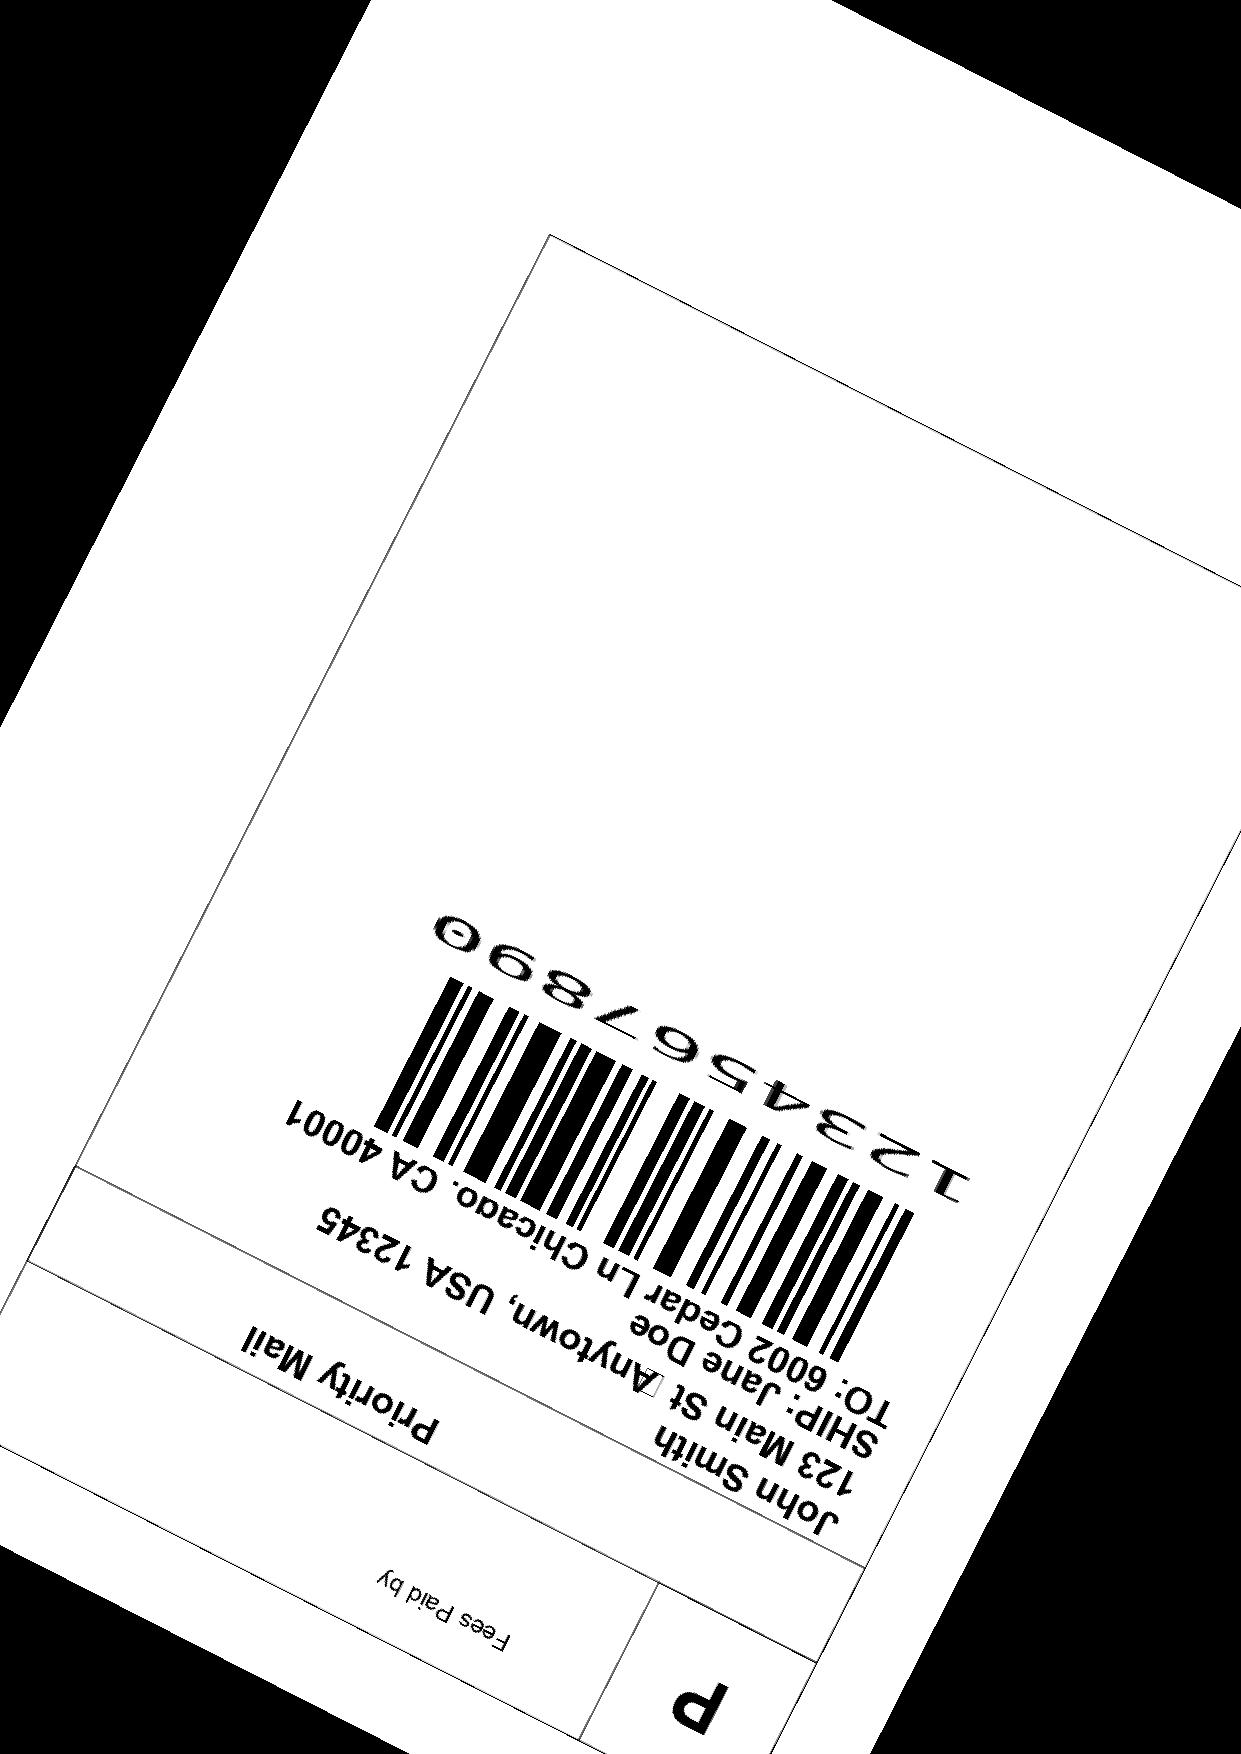 P
Fees Paid by
Priority Mail
John Smith
123 Main St Anytown, USA 12345
SHIP: Jane Doe
TO: 6002 Cedar Ln Chicago, CA 40001
1234567890